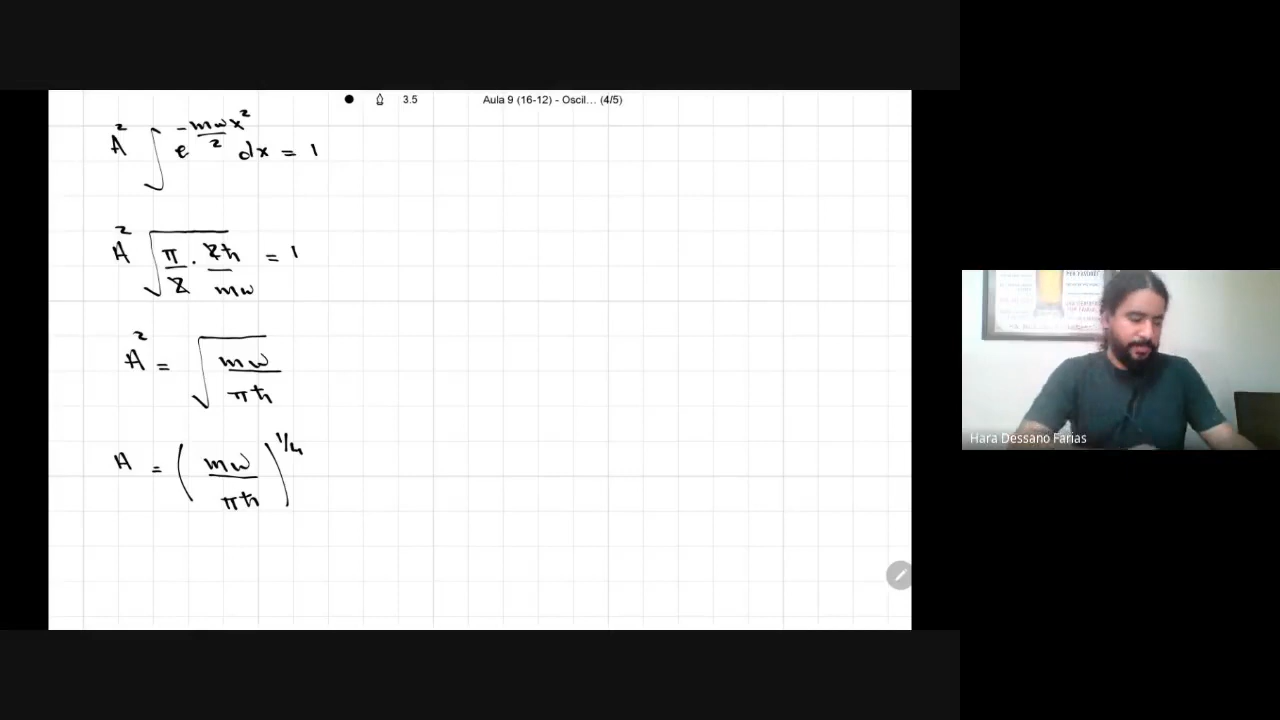 3.5 Aula 9 (16-12) - Oscil... (4/5)
A² ∫ e^(-mωx²/2) dx = 1
A² √(π/2 · 2ħ/mω) = 1
A² = √(mω/πħ)
A = (mω/πħ)^1/4
Hara Dessano Farias